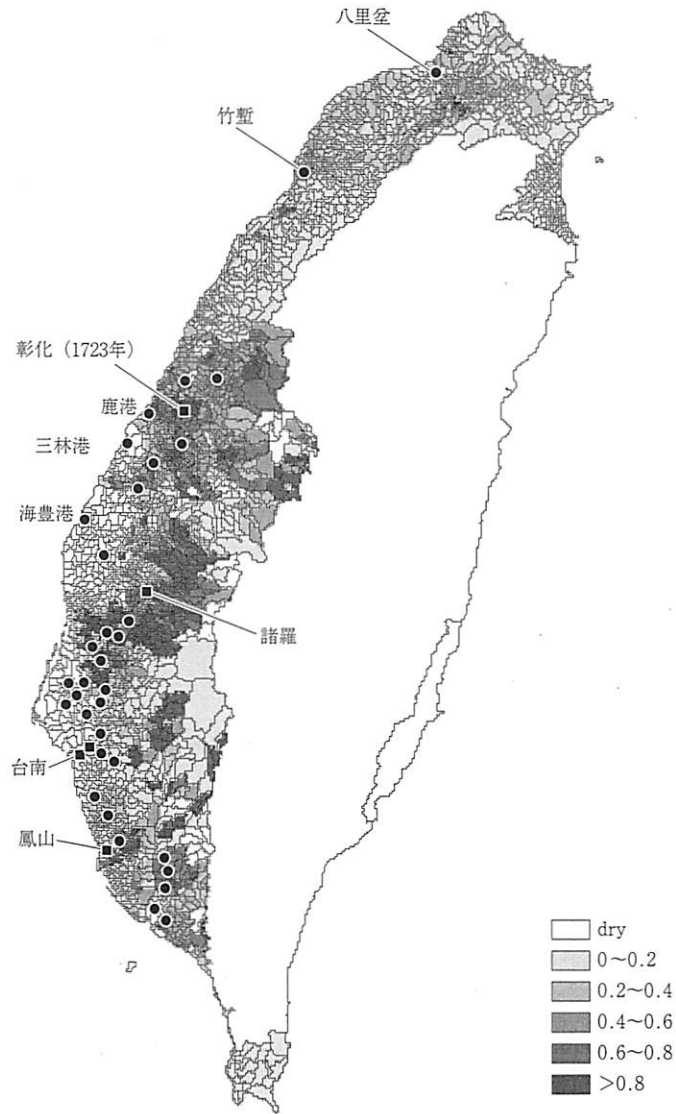 八里坌
竹塹
彰化（1723年）
鹿港
三林港
海豊港
諸羅
台南
鳳山
dry
0～0.2
0.2～0.4
0.4～0.6
0.6～0.8
>0.8